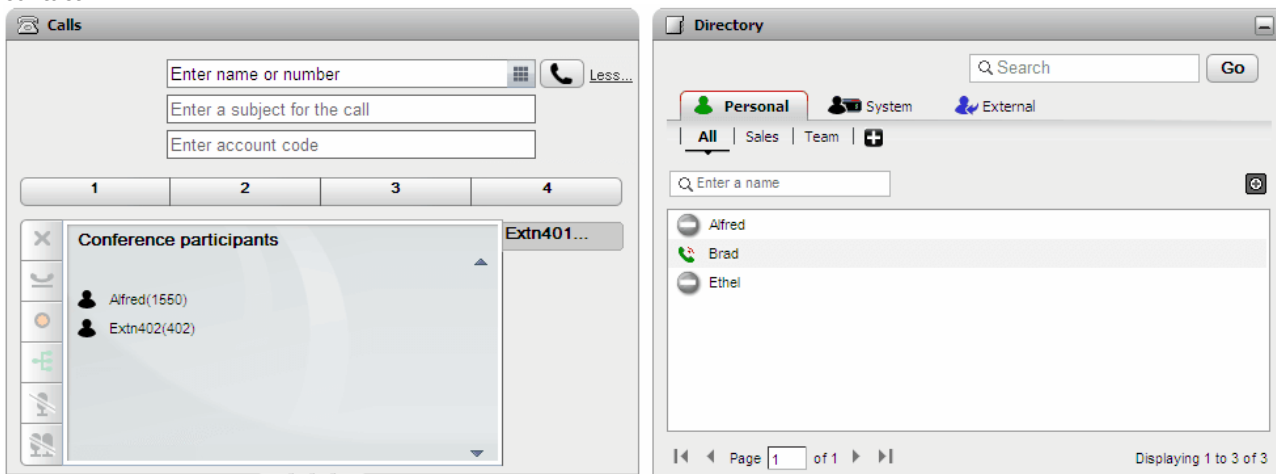 Calls
Enter name or number
Less...
Enter a subject for the call
Enter account code
1 2 3 4
Conference participants
Extn401...
Alfred(1550)
Extn402(402)
Directory
Search Go
Personal System External
All | Sales | Team |
Enter a name
Alfred
Brad
Ethel
Page 1 of 1
Displaying 1 to 3 of 3